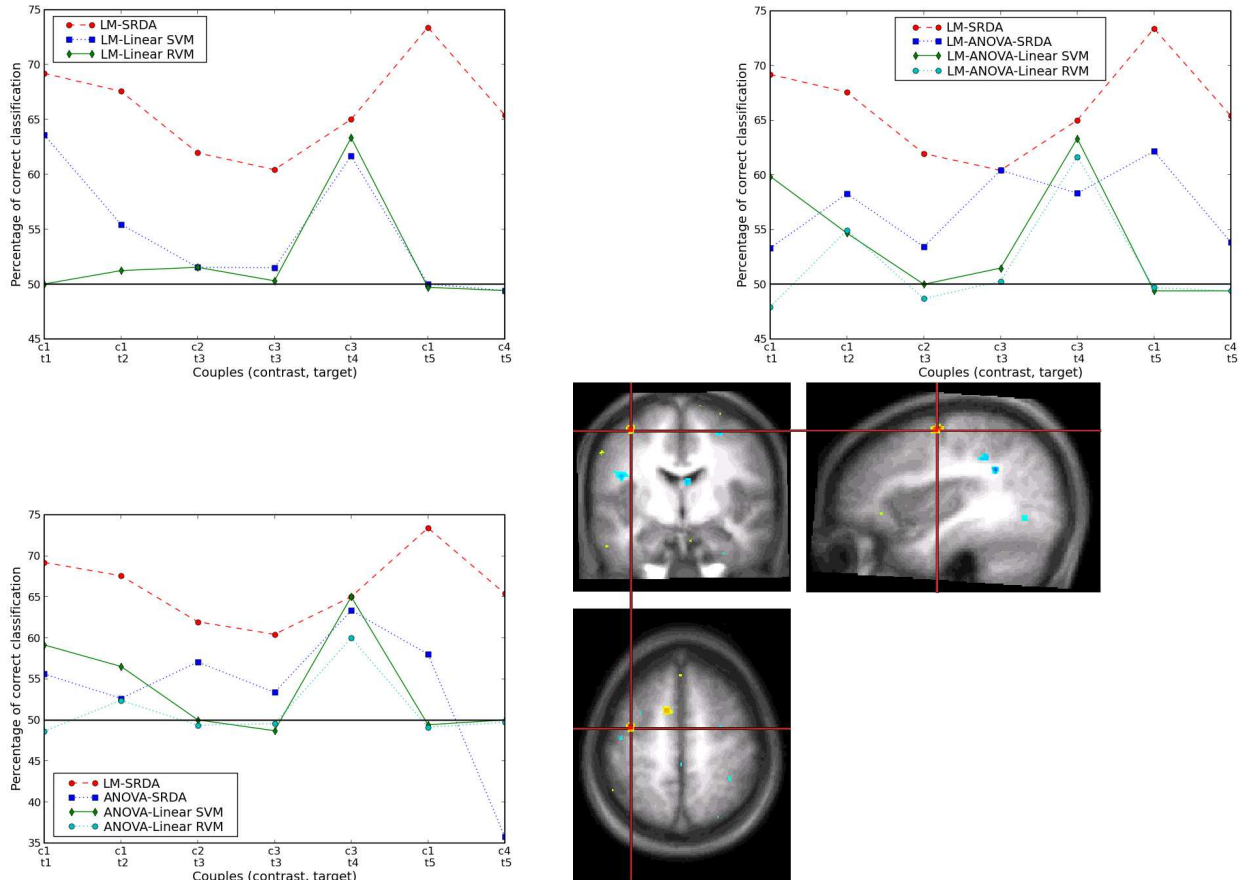 75
70
65
60
55
50
45
Percentage of correct classification
LM-SRDA
LM-Linear SVM
LM-Linear RVM
c1 c1 c2 c3 c3 c1 c4
t1 t2 t3 t3 t4 t5 t5
Couples (contrast, target)
75
70
65
60
55
50
45
Percentage of correct classification
LM-SRDA
LM-ANOVA-SRDA
LM-ANOVA-Linear SVM
LM-ANOVA-Linear RVM
c1 c1 c2 c3 c3 c1 c4
t1 t2 t3 t3 t4 t5 t5
Couples (contrast, target)
75
70
65
60
55
50
45
40
35
Percentage of correct classification
LM-SRDA
ANOVA-SRDA
ANOVA-Linear SVM
ANOVA-Linear RVM
c1 c1 c2 c3 c3 c1 c4
t1 t2 t3 t3 t4 t5 t5
Couples (contrast, target)